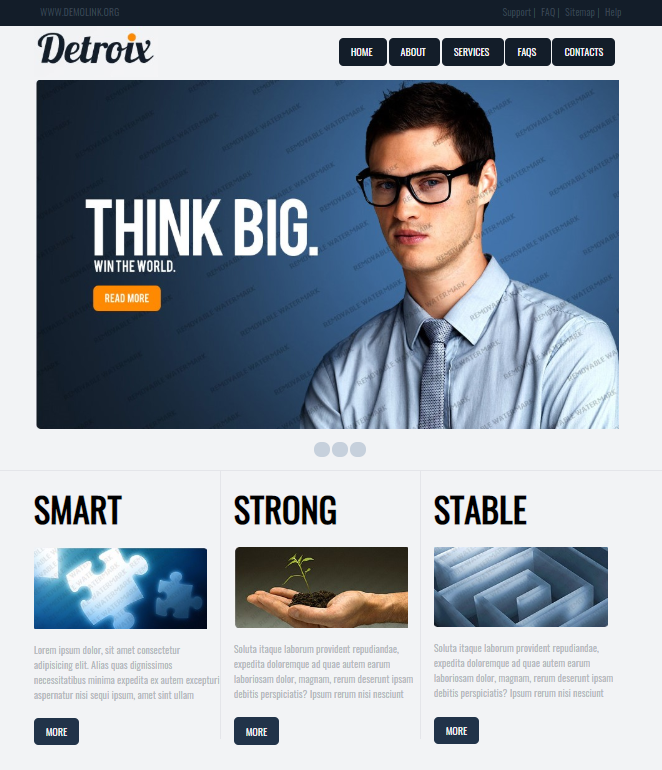 WWW.DEMOLINK.ORG
Support | FAQ | Sitemap | Help
Detroix
HOME ABOUT SERVICES FAQS CONTACTS
REMOVABLE WATERMARK
THINK BIG.
WIN THE WORLD.
READ MORE
SMART
Lorem ipsum dolor, sit amet consectetur
adipisicing elit. Alias quas dignissimos
necessitatibus minima expedita ex autem excepturi
aspernatur nisi sequi ipsum, amet sint ullam
MORE
STRONG
Soluta itaque laborum provident repudiandae,
expedita doloremque ad quae autem earum
laboriosam dolor, magnam, rerum deserunt ipsam
debitis perspiciatis? Ipsum rerum nisi nesciunt
MORE
STABLE
Soluta itaque laborum provident repudiandae,
expedita doloremque ad quae autem earum
laboriosam dolor, magnam, rerum deserunt ipsam
debitis perspiciatis? Ipsum rerum nisi nesciunt
MORE